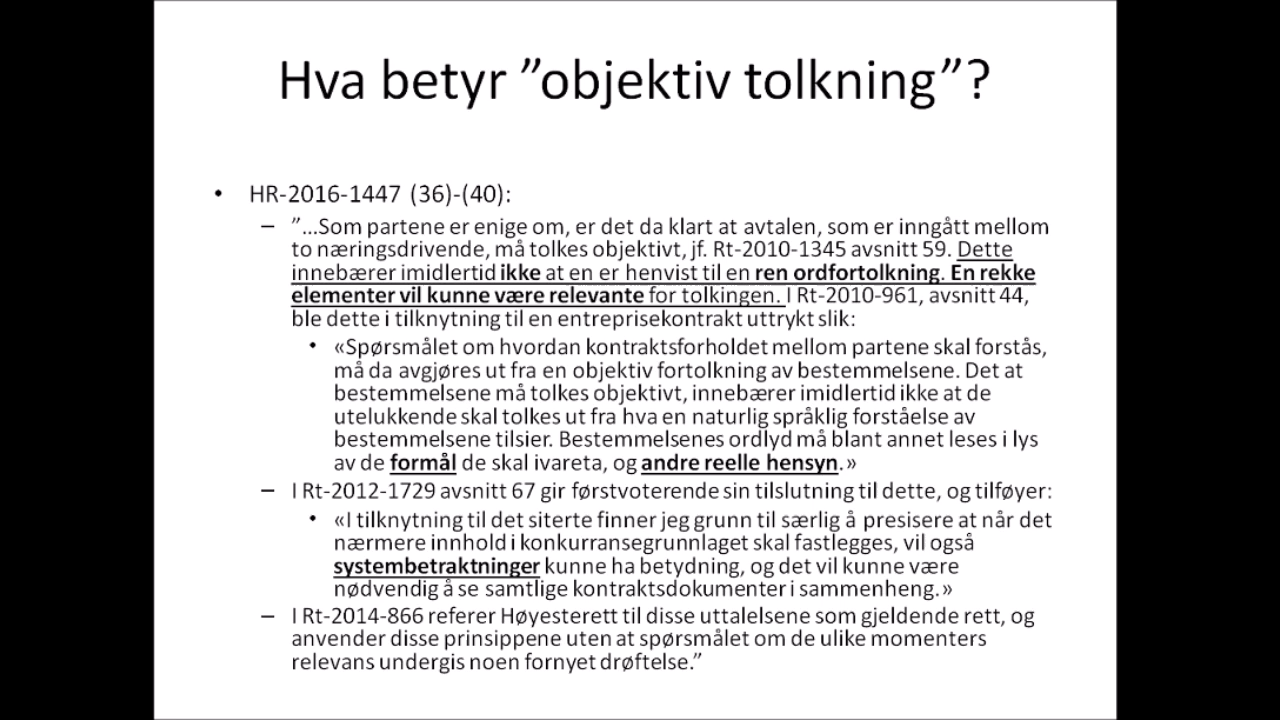 Hva betyr ”objektiv tolkning”?
• HR-2016-1447 (36)-(40):
– ”…Som partene er enige om, er det da klart at avtalen, som er inngått mellom
to næringsdrivende, må tolkes objektivt, jf. Rt-2010-1345 avsnitt 59. Dette
innebærer imidlertid ikke at en er henvist til en ren ordfortolkning. En rekke
elementer vil kunne være relevante for tolkingen. I Rt-2010-961, avsnitt 44,
ble dette i tilknytning til en entreprisekontrakt uttrykt slik:
• «Spørsmålet om hvordan kontraktsforholdet mellom partene skal forstås,
må da avgjøres ut fra en objektiv fortolkning av bestemmelsene. Det at
bestemmelsene må tolkes objektivt, innebærer imidlertid ikke at de
utelukkende skal tolkes ut fra hva en naturlig språklig forståelse av
bestemmelsene tilsier. Bestemmelsenes ordlyd må blant annet leses i lys
av de formål de skal ivareta, og andre reelle hensyn.»
– I Rt-2012-1729 avsnitt 67 gir førstvoterende sin tilslutning til dette, og tilføyer:
• «I tilknytning til det siterte finner jeg grunn til særlig å presisere at når det
nærmere innhold i konkurransegrunnlaget skal fastlegges, vil også
systembetraktninger kunne ha betydning, og det vil kunne være
nødvendig å se samtlige kontraktsdokumenter i sammenheng.»
– I Rt-2014-866 referer Høyesterett til disse uttalelsene som gjeldende rett, og
anvender disse prinsippene uten at spørsmålet om de ulike momenters
relevans undergis noen fornyet drøftelse.”